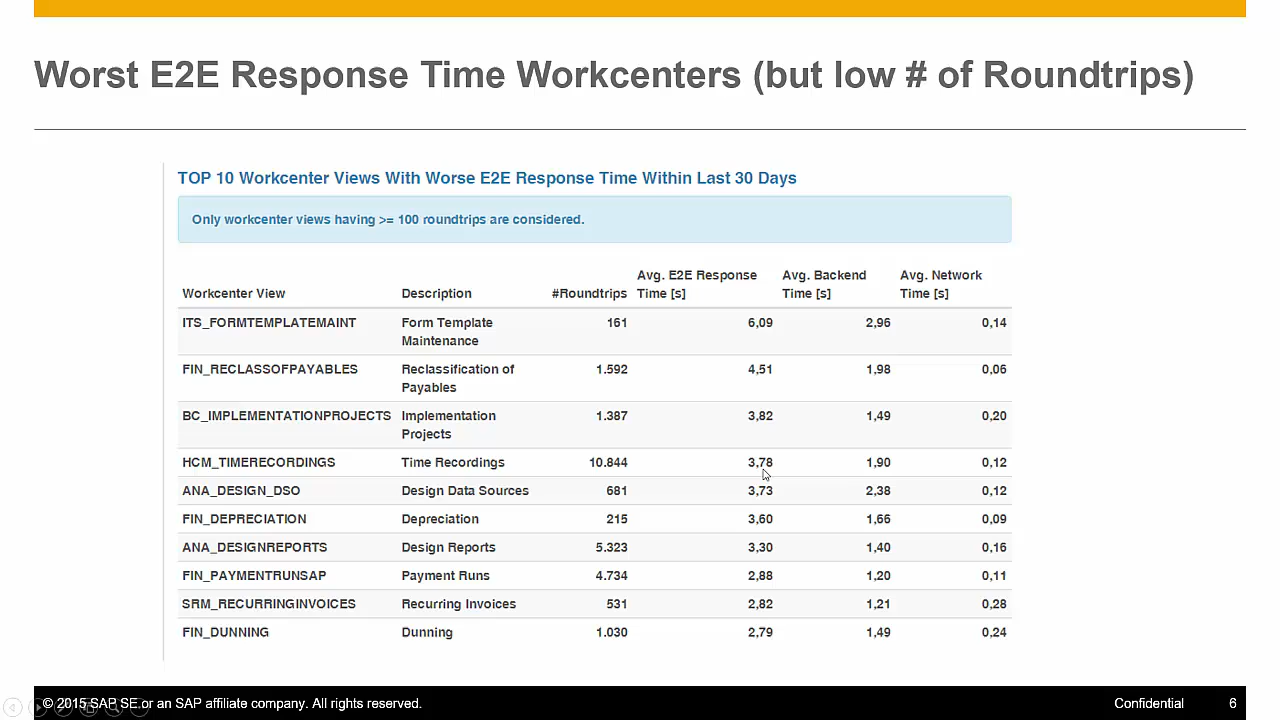 Worst E2E Response Time Workcenters (but low # of Roundtrips)
TOP 10 Workcenter Views With Worse E2E Response Time Within Last 30 Days
Only workcenter views having >= 100 roundtrips are considered.
Workcenter View Description #Roundtrips Avg. E2E Response Time [s] Avg. Backend Time [s] Avg. Network Time [s]
ITS_FORMTEMPLATEMAINT Form Template Maintenance 161 6,09 2,96 0,14
FIN_RECLASSOFPAYABLES Reclassification of Payables 1.592 4,51 1,98 0,06
BC_IMPLEMENTATIONPROJECTS Implementation Projects 1.387 3,82 1,49 0,20
HCM_TIMERECORDINGS Time Recordings 10.844 3,78 1,90 0,12
ANA_DESIGN_DSO Design Data Sources 681 3,73 2,38 0,12
FIN_DEPRECIATION Depreciation 215 3,60 1,66 0,09
ANA_DESIGNREPORTS Design Reports 5.323 3,30 1,40 0,16
FIN_PAYMENTRUNSAP Payment Runs 4.734 2,88 1,20 0,11
SRM_RECURRINGINVOICES Recurring Invoices 531 2,82 1,21 0,28
FIN_DUNNING Dunning 1.030 2,79 1,49 0,24
© 2015 SAP SE or an SAP affiliate company. All rights reserved. Confidential 6